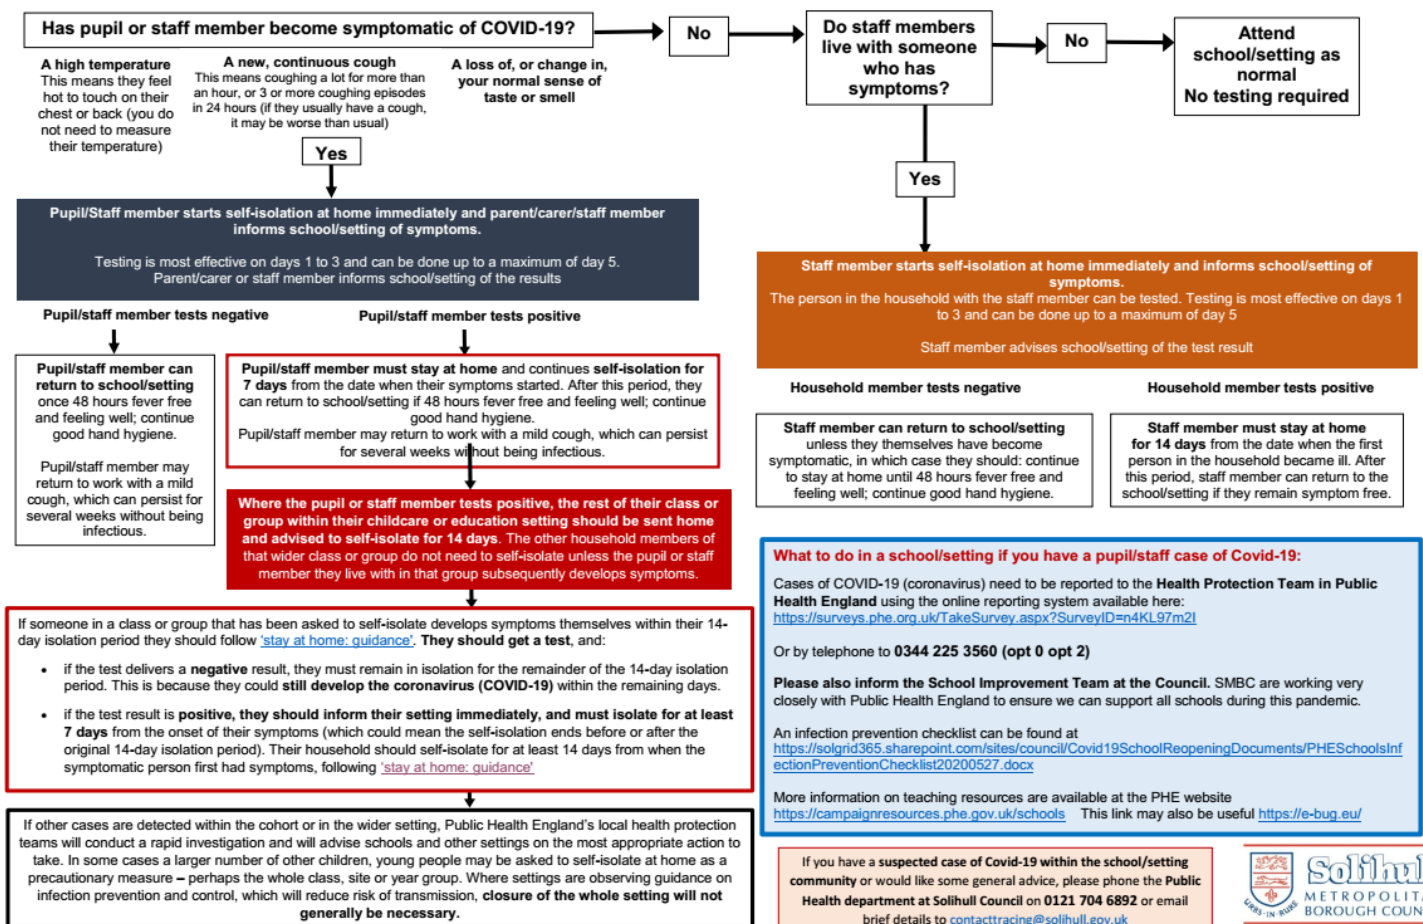 Has pupil or staff member become symptomatic of COVID-19?
No
Do staff members
live with someone
who has
symptoms?
No
Attend
school/setting as
normal
No testing required
A high temperature
This means they feel
hot to touch on their
chest or back (you do
not need to measure
their temperature)
A new, continuous cough
This means coughing a lot for more than
an hour, or 3 or more coughing episodes
in 24 hours (if they usually have a cough,
it may be worse than usual)
A loss of, or change in,
your normal sense of
taste or smell
Yes
Yes
Pupil/Staff member starts self-isolation at home immediately and parent/carer/staff member
informs school/setting of symptoms.
Testing is most effective on days 1 to 3 and can be done up to a maximum of day 5.
Parent/carer or staff member informs school/setting of the results
Pupil/staff member tests negative
Pupil/staff member tests positive
Pupil/staff member can
return to school/setting
once 48 hours fever free
and feeling well; continue
good hand hygiene.
Pupil/staff member may
return to work with a mild
cough, which can persist for
several weeks without being
infectious.
Pupil/staff member must stay at home and continues self-isolation for
7 days from the date when their symptoms started. After this period, they
can return to school/setting if 48 hours fever free and feeling well; continue
good hand hygiene.
Pupil/staff member may return to work with a mild cough, which can persist
for several weeks without being infectious.
Where the pupil or staff member tests positive, the rest of their class or
group within their childcare or education setting should be sent home
and advised to self-isolate for 14 days. The other household members of
that wider class or group do not need to self-isolate unless the pupil or staff
member they live with in that group subsequently develops symptoms.
If someone in a class or group that has been asked to self-isolate develops symptoms themselves within their 14-
day isolation period they should follow 'stay at home: guidance'. They should get a test, and:
• if the test delivers a negative result, they must remain in isolation for the remainder of the 14-day isolation
period. This is because they could still develop the coronavirus (COVID-19) within the remaining days.
• if the test result is positive, they should inform their setting immediately, and must isolate for at least
7 days from the onset of their symptoms (which could mean the self-isolation ends before or after the
original 14-day isolation period). Their household should self-isolate for at least 14 days from when the
symptomatic person first had symptoms, following 'stay at home: guidance'
If other cases are detected within the cohort or in the wider setting, Public Health England's local health protection
teams will conduct a rapid investigation and will advise schools and other settings on the most appropriate action to
take. In some cases a larger number of other children, young people may be asked to self-isolate at home as a
precautionary measure – perhaps the whole class, site or year group. Where settings are observing guidance on
infection prevention and control, which will reduce risk of transmission, closure of the whole setting will not
generally be necessary.
Staff member starts self-isolation at home immediately and informs school/setting of
symptoms.
The person in the household with the staff member can be tested. Testing is most effective on days 1
to 3 and can be done up to a maximum of day 5
Staff member advises school/setting of the test result
Household member tests negative
Household member tests positive
Staff member can return to school/setting
unless they themselves have become
symptomatic, in which case they should: continue
to stay at home until 48 hours fever free and
feeling well; continue good hand hygiene.
Staff member must stay at home
for 14 days from the date when the first
person in the household became ill. After
this period, staff member can return to the
school/setting if they remain symptom free.
What to do in a school/setting if you have a pupil/staff case of Covid-19:
Cases of COVID-19 (coronavirus) need to be reported to the Health Protection Team in Public
Health England using the online reporting system available here:
https://surveys.phe.org.uk/TakeSurvey.aspx?SurveyID=n4KL97m2I
Or by telephone to 0344 225 3560 (opt 0 opt 2)
Please also inform the School Improvement Team at the Council. SMBC are working very
closely with Public Health England to ensure we can support all schools during this pandemic.
An infection prevention checklist can be found at
https://solgrid365.sharepoint.com/sites/council/Covid19SchoolReopeningDocuments/PHESchoolsInf
ectionPreventionChecklist20200527.docx
More information on teaching resources are available at the PHE website
https://campaignresources.phe.gov.uk/schools This link may also be useful https://e-bug.eu/
If you have a suspected case of Covid-19 within the school/setting
community or would like some general advice, please phone the Public
Health department at Solihull Council on 0121 704 6892 or email
brief details to contacttracing@solihull.gov.uk
Solihul
METROPOLIT
BOROUGH COUN
URBS-IN-RURE